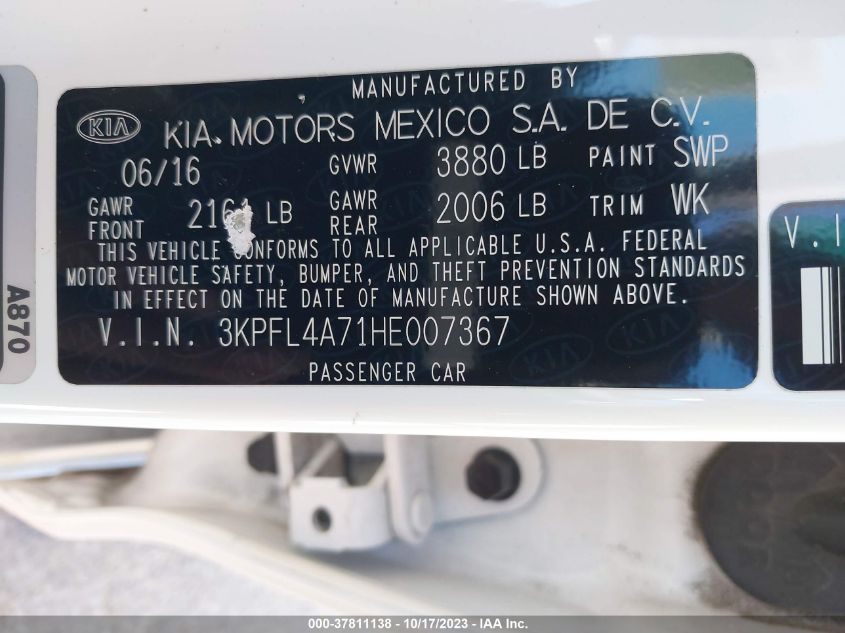 MANUFACTURED BY
KIA KIA MOTORS MEXICO S.A. DE C.V.
06/16 GVWR 3880 LB PAINT SWP
GAWR FRONT LB GAWR REAR 2006 LB TRIM WK
THIS VEHICLE CONFORMS TO ALL APPLICABLE U.S.A. FEDERAL
MOTOR VEHICLE SAFETY, BUMPER, AND THEFT PREVENTION STANDARDS
IN EFFECT ON THE DATE OF MANUFACTURE SHOWN ABOVE.
V.I.N. 3KPFL4A71HE007367
PASSENGER CAR
A870
V.I
000-37811138 - 10/17/2023 - IAA Inc.